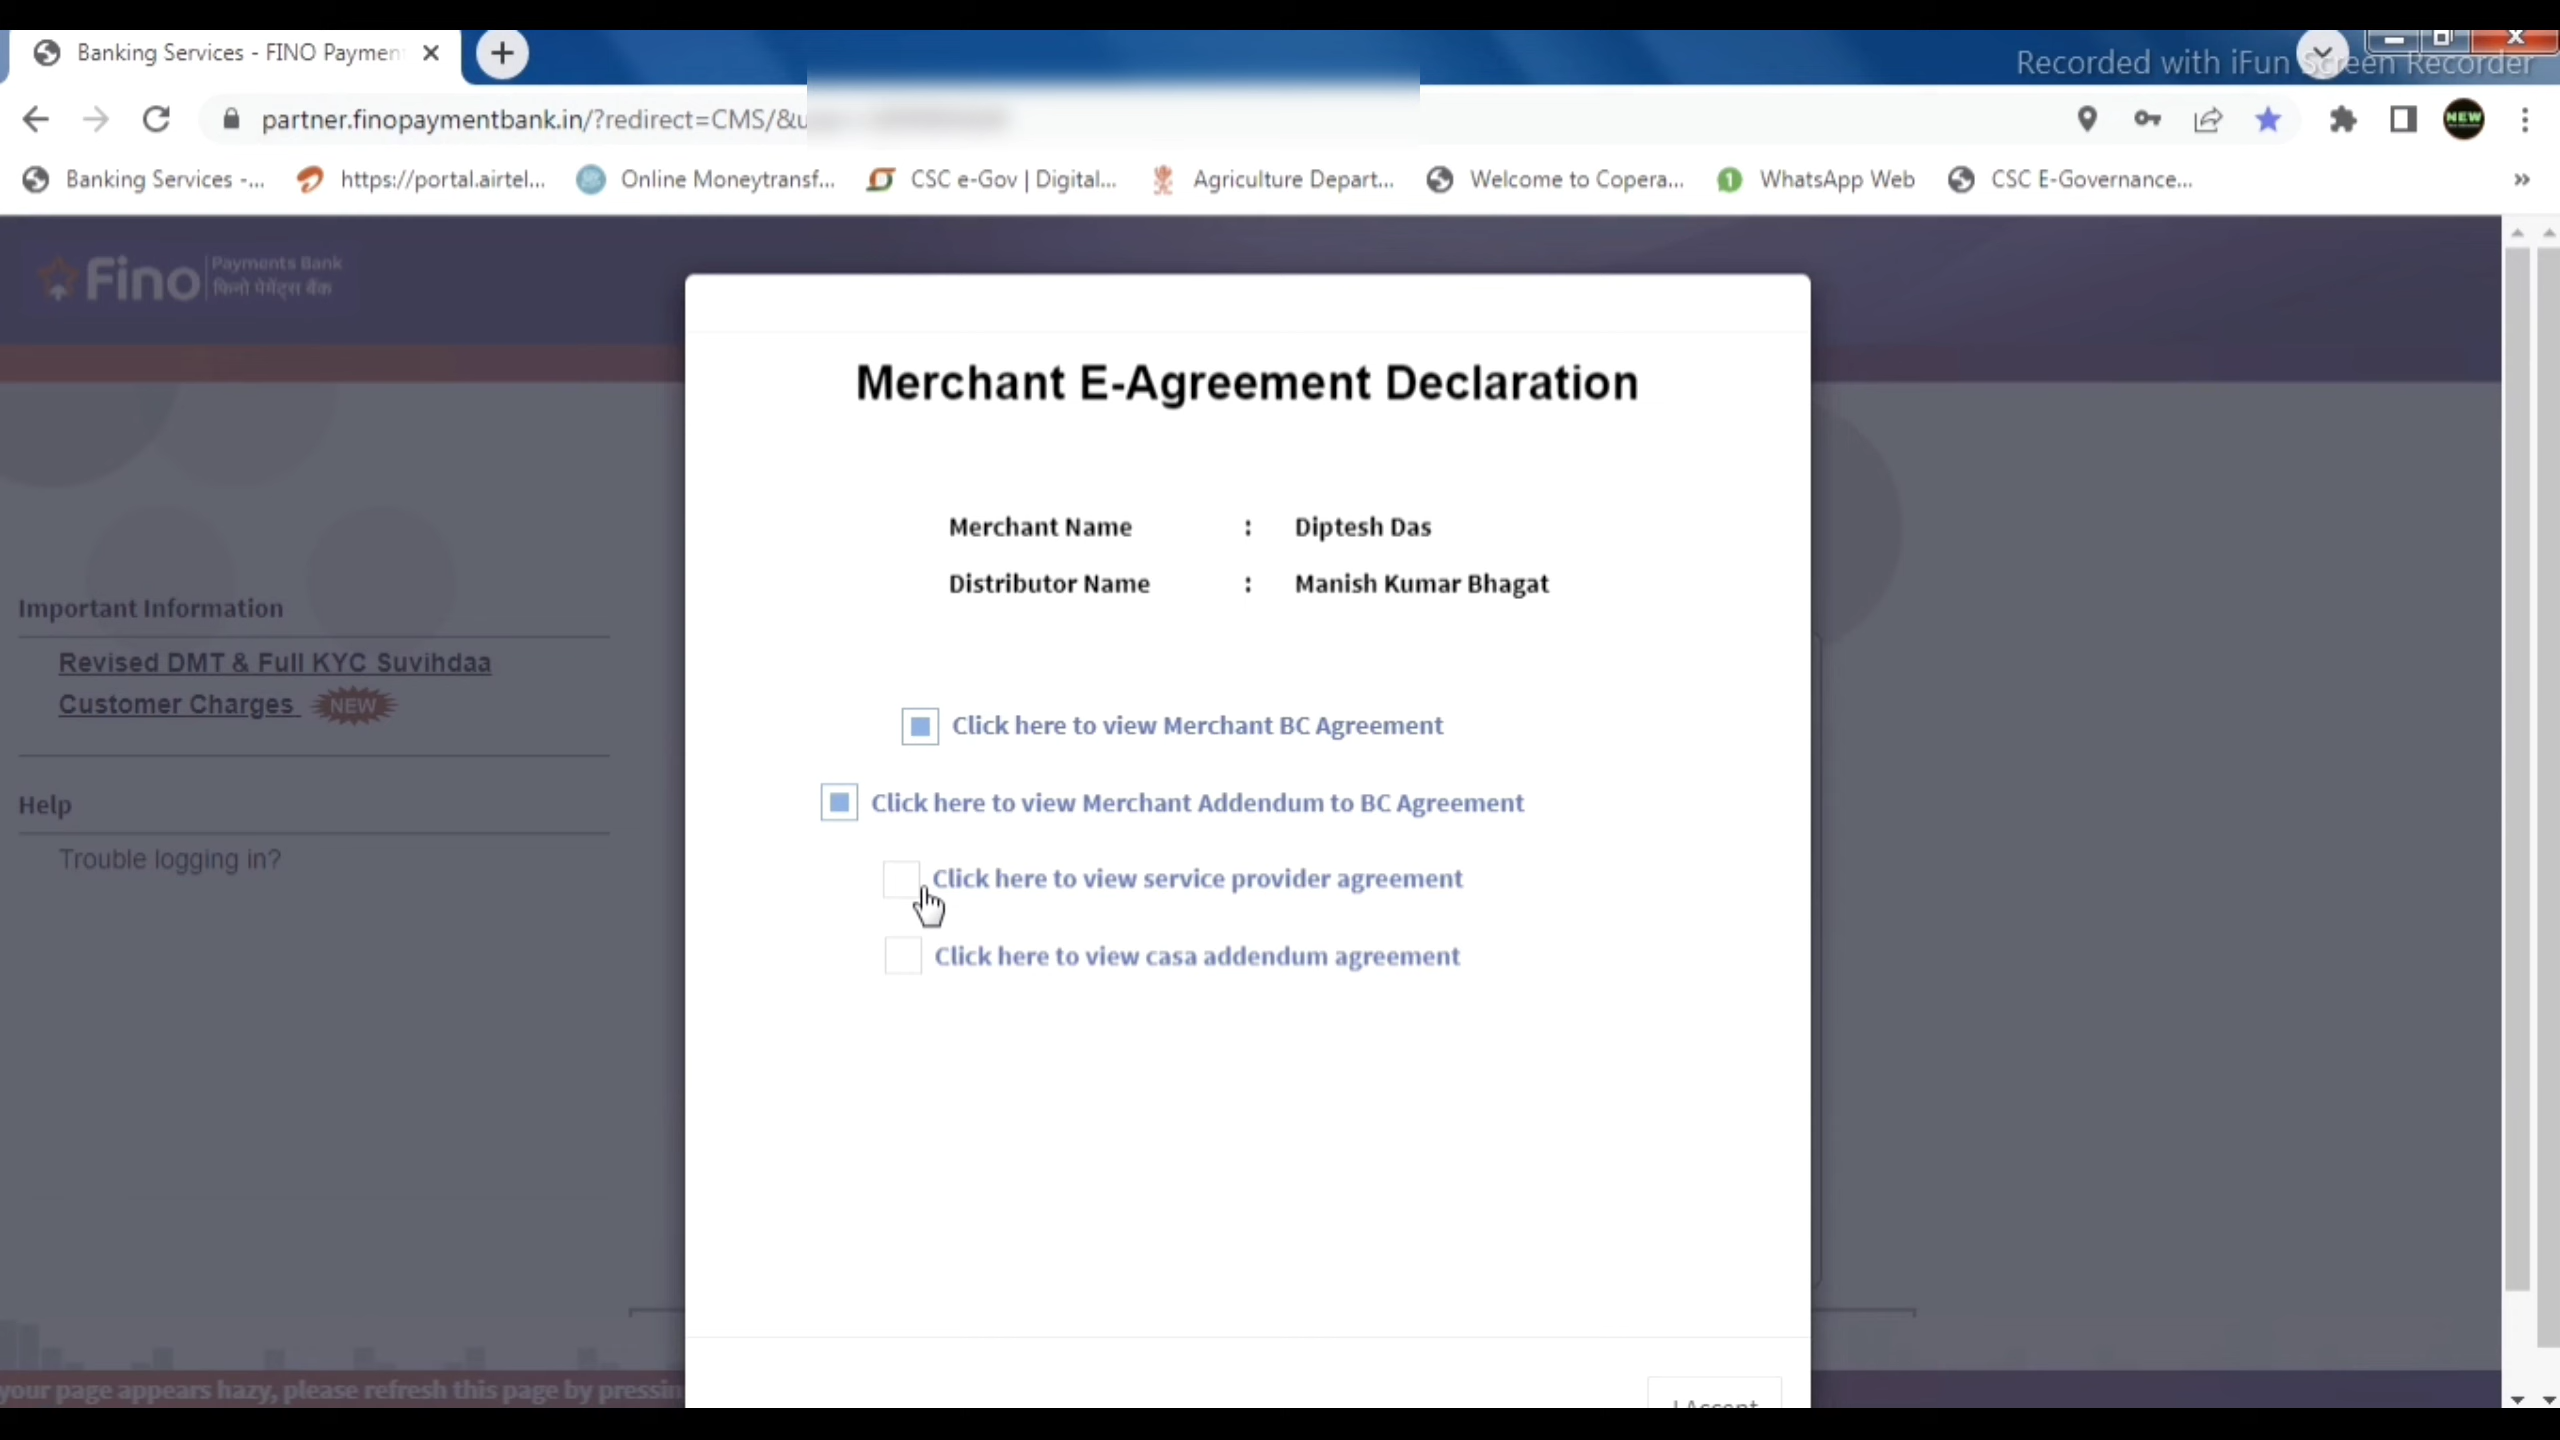 Banking Services - FINO Paymen
Recorded with iFun Screen Recorder
partner.finopaymentbank.in/?redirect=CMS/&u
NEW
Banking Services -...
https://portal.airtel...
Online Moneytransf...
CSC e-Gov | Digital...
Agriculture Depart...
Welcome to Copera...
1
WhatsApp Web
CSC E-Governance...
»
Fino
Payments Bank
फिनो पेमेंट्स बैंक
Merchant E-Agreement Declaration
Merchant Name : Diptesh Das
Distributor Name : Manish Kumar Bhagat
Important Information
Revised DMT & Full KYC Suvihdaa
Customer Charges NEW
Help
Trouble logging in?
Click here to view Merchant BC Agreement
Click here to view Merchant Addendum to BC Agreement
Click here to view service provider agreement
Click here to view casa addendum agreement
your page appears hazy, please refresh this page by pressin
I Accept